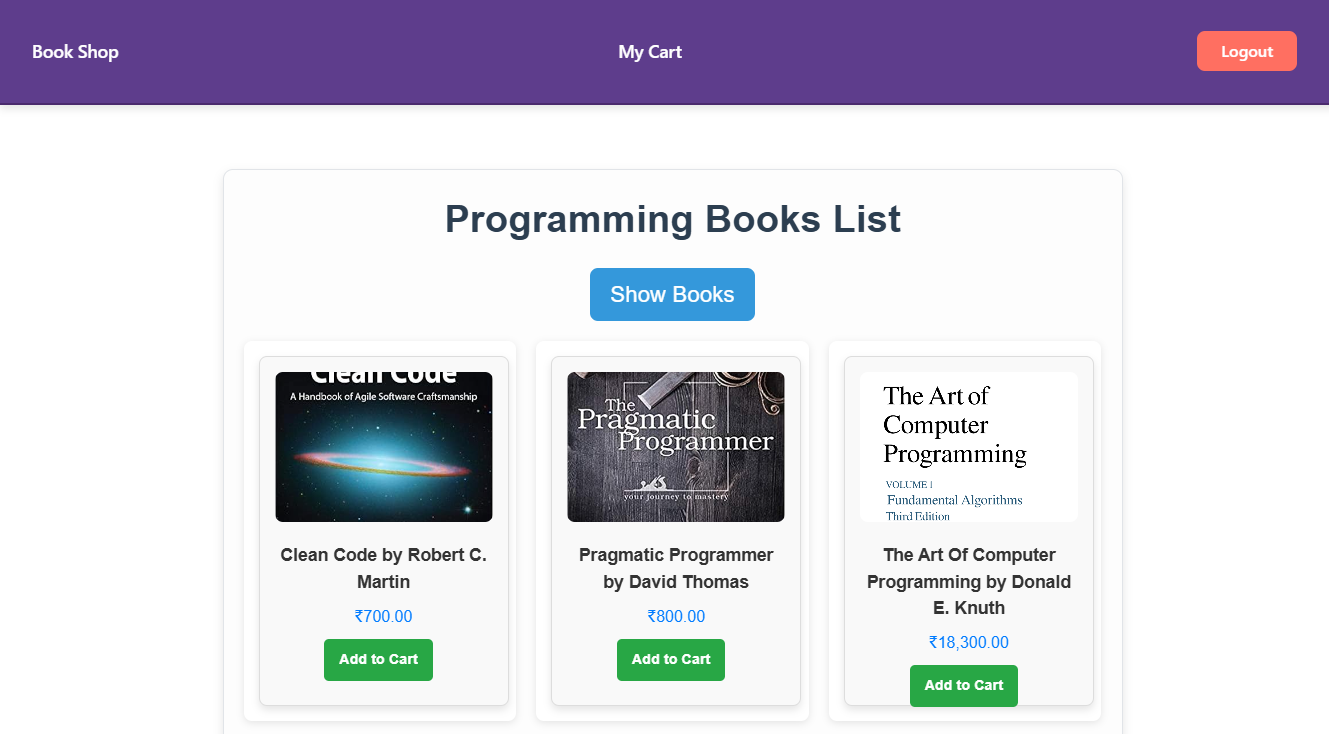 Book Shop
My Cart
Logout
Programming Books List
Show Books
Clean Code
A Handbook of Agile Software Craftsmanship
Clean Code by Robert C.
Martin
₹700.00
Add to Cart
The
Pragmatic
Programmer
your journey to mastery
Pragmatic Programmer
by David Thomas
₹800.00
Add to Cart
The Art of
Computer
Programming
VOLUME 1
Fundamental Algorithms
Third Edition
The Art Of Computer
Programming by Donald
E. Knuth
₹18,300.00
Add to Cart